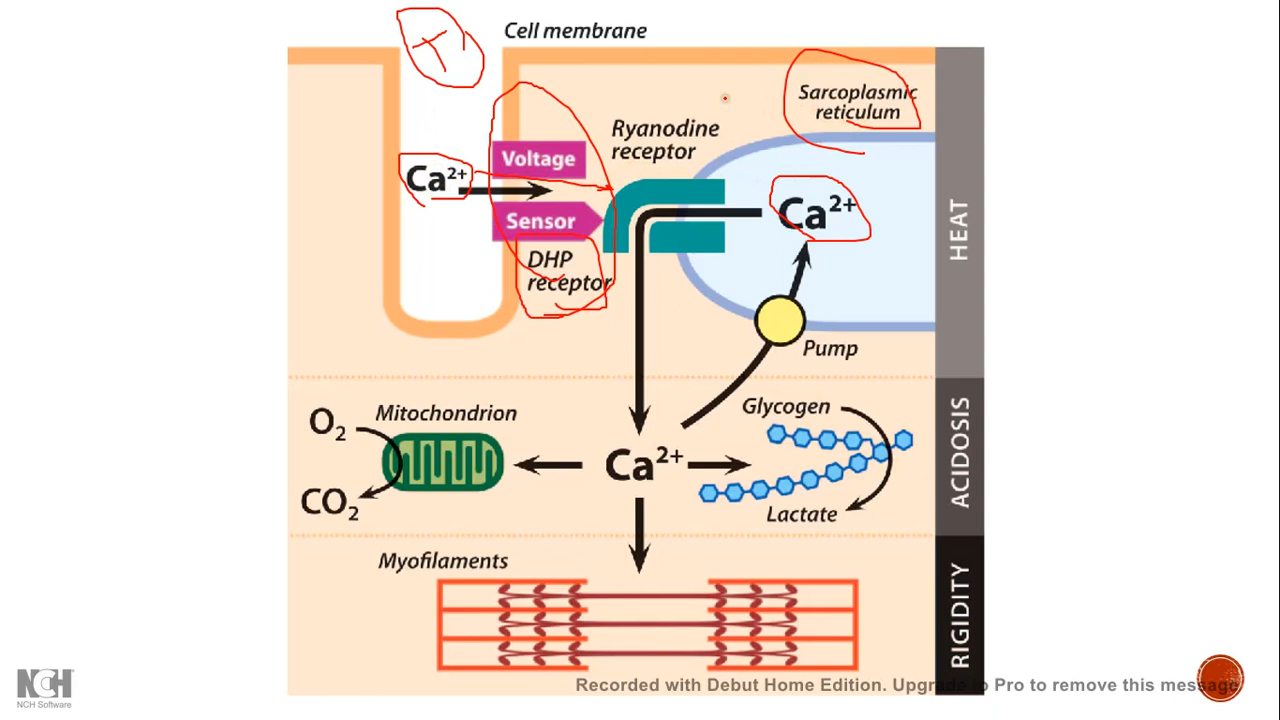 T
Cell membrane
Sarcoplasmic
reticulum
Ryanodine
receptor
Voltage
Ca2+
Sensor
Ca2+
DHP
receptor
HEAT
Pump
O2
Mitochondrion
Glycogen
Ca2+
CO2
Lactate
ACIDOSIS
Myofilaments
RIGIDITY
Recorded with Debut Home Edition. Upgrade to Pro to remove this message
NCH
NCH Software